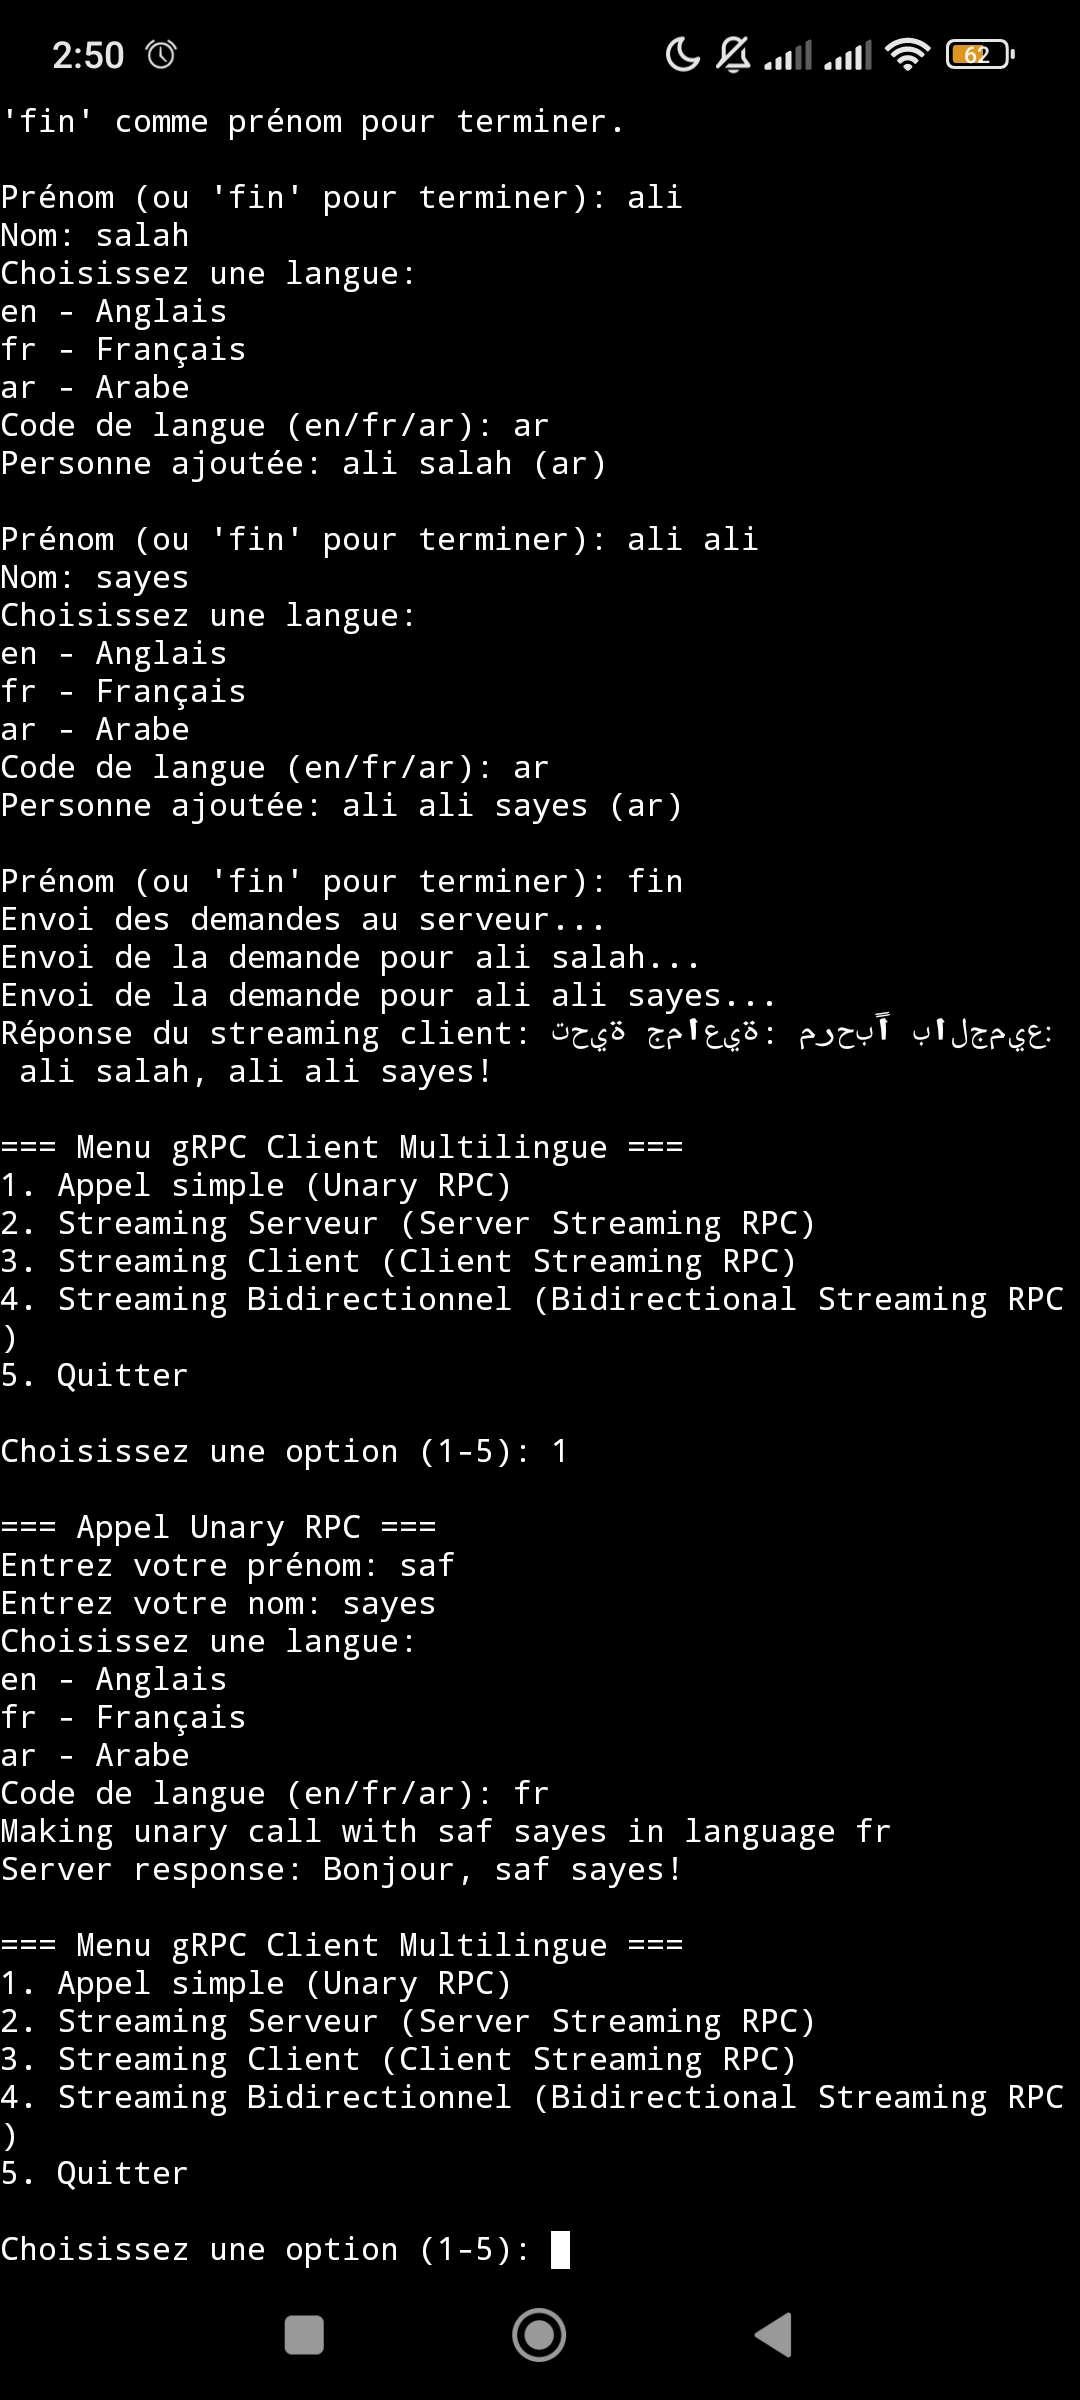 2:50
62
'fin' comme prénom pour terminer.
Prénom (ou 'fin' pour terminer): ali
Nom: salah
Choisissez une langue:
en - Anglais
fr - Français
ar - Arabe
Code de langue (en/fr/ar): ar
Personne ajoutée: ali salah (ar)
Prénom (ou 'fin' pour terminer): ali ali
Nom: sayes
Choisissez une langue:
en - Anglais
fr - Français
ar - Arabe
Code de langue (en/fr/ar): ar
Personne ajoutée: ali ali sayes (ar)
Prénom (ou 'fin' pour terminer): fin
Envoi des demandes au serveur...
Envoi de la demande pour ali salah...
Envoi de la demande pour ali ali sayes...
Réponse du streaming client: تحية جماعية: مرحباً بالجميع:
ali salah, ali ali sayes!
=== Menu gRPC Client Multilingue ===
1. Appel simple (Unary RPC)
2. Streaming Serveur (Server Streaming RPC)
3. Streaming Client (Client Streaming RPC)
4. Streaming Bidirectionnel (Bidirectional Streaming RPC
)
5. Quitter
Choisissez une option (1-5): 1
=== Appel Unary RPC ===
Entrez votre prénom: saf
Entrez votre nom: sayes
Choisissez une langue:
en - Anglais
fr - Français
ar - Arabe
Code de langue (en/fr/ar): fr
Making unary call with saf sayes in language fr
Server response: Bonjour, saf sayes!
=== Menu gRPC Client Multilingue ===
1. Appel simple (Unary RPC)
2. Streaming Serveur (Server Streaming RPC)
3. Streaming Client (Client Streaming RPC)
4. Streaming Bidirectionnel (Bidirectional Streaming RPC
)
5. Quitter
Choisissez une option (1-5):